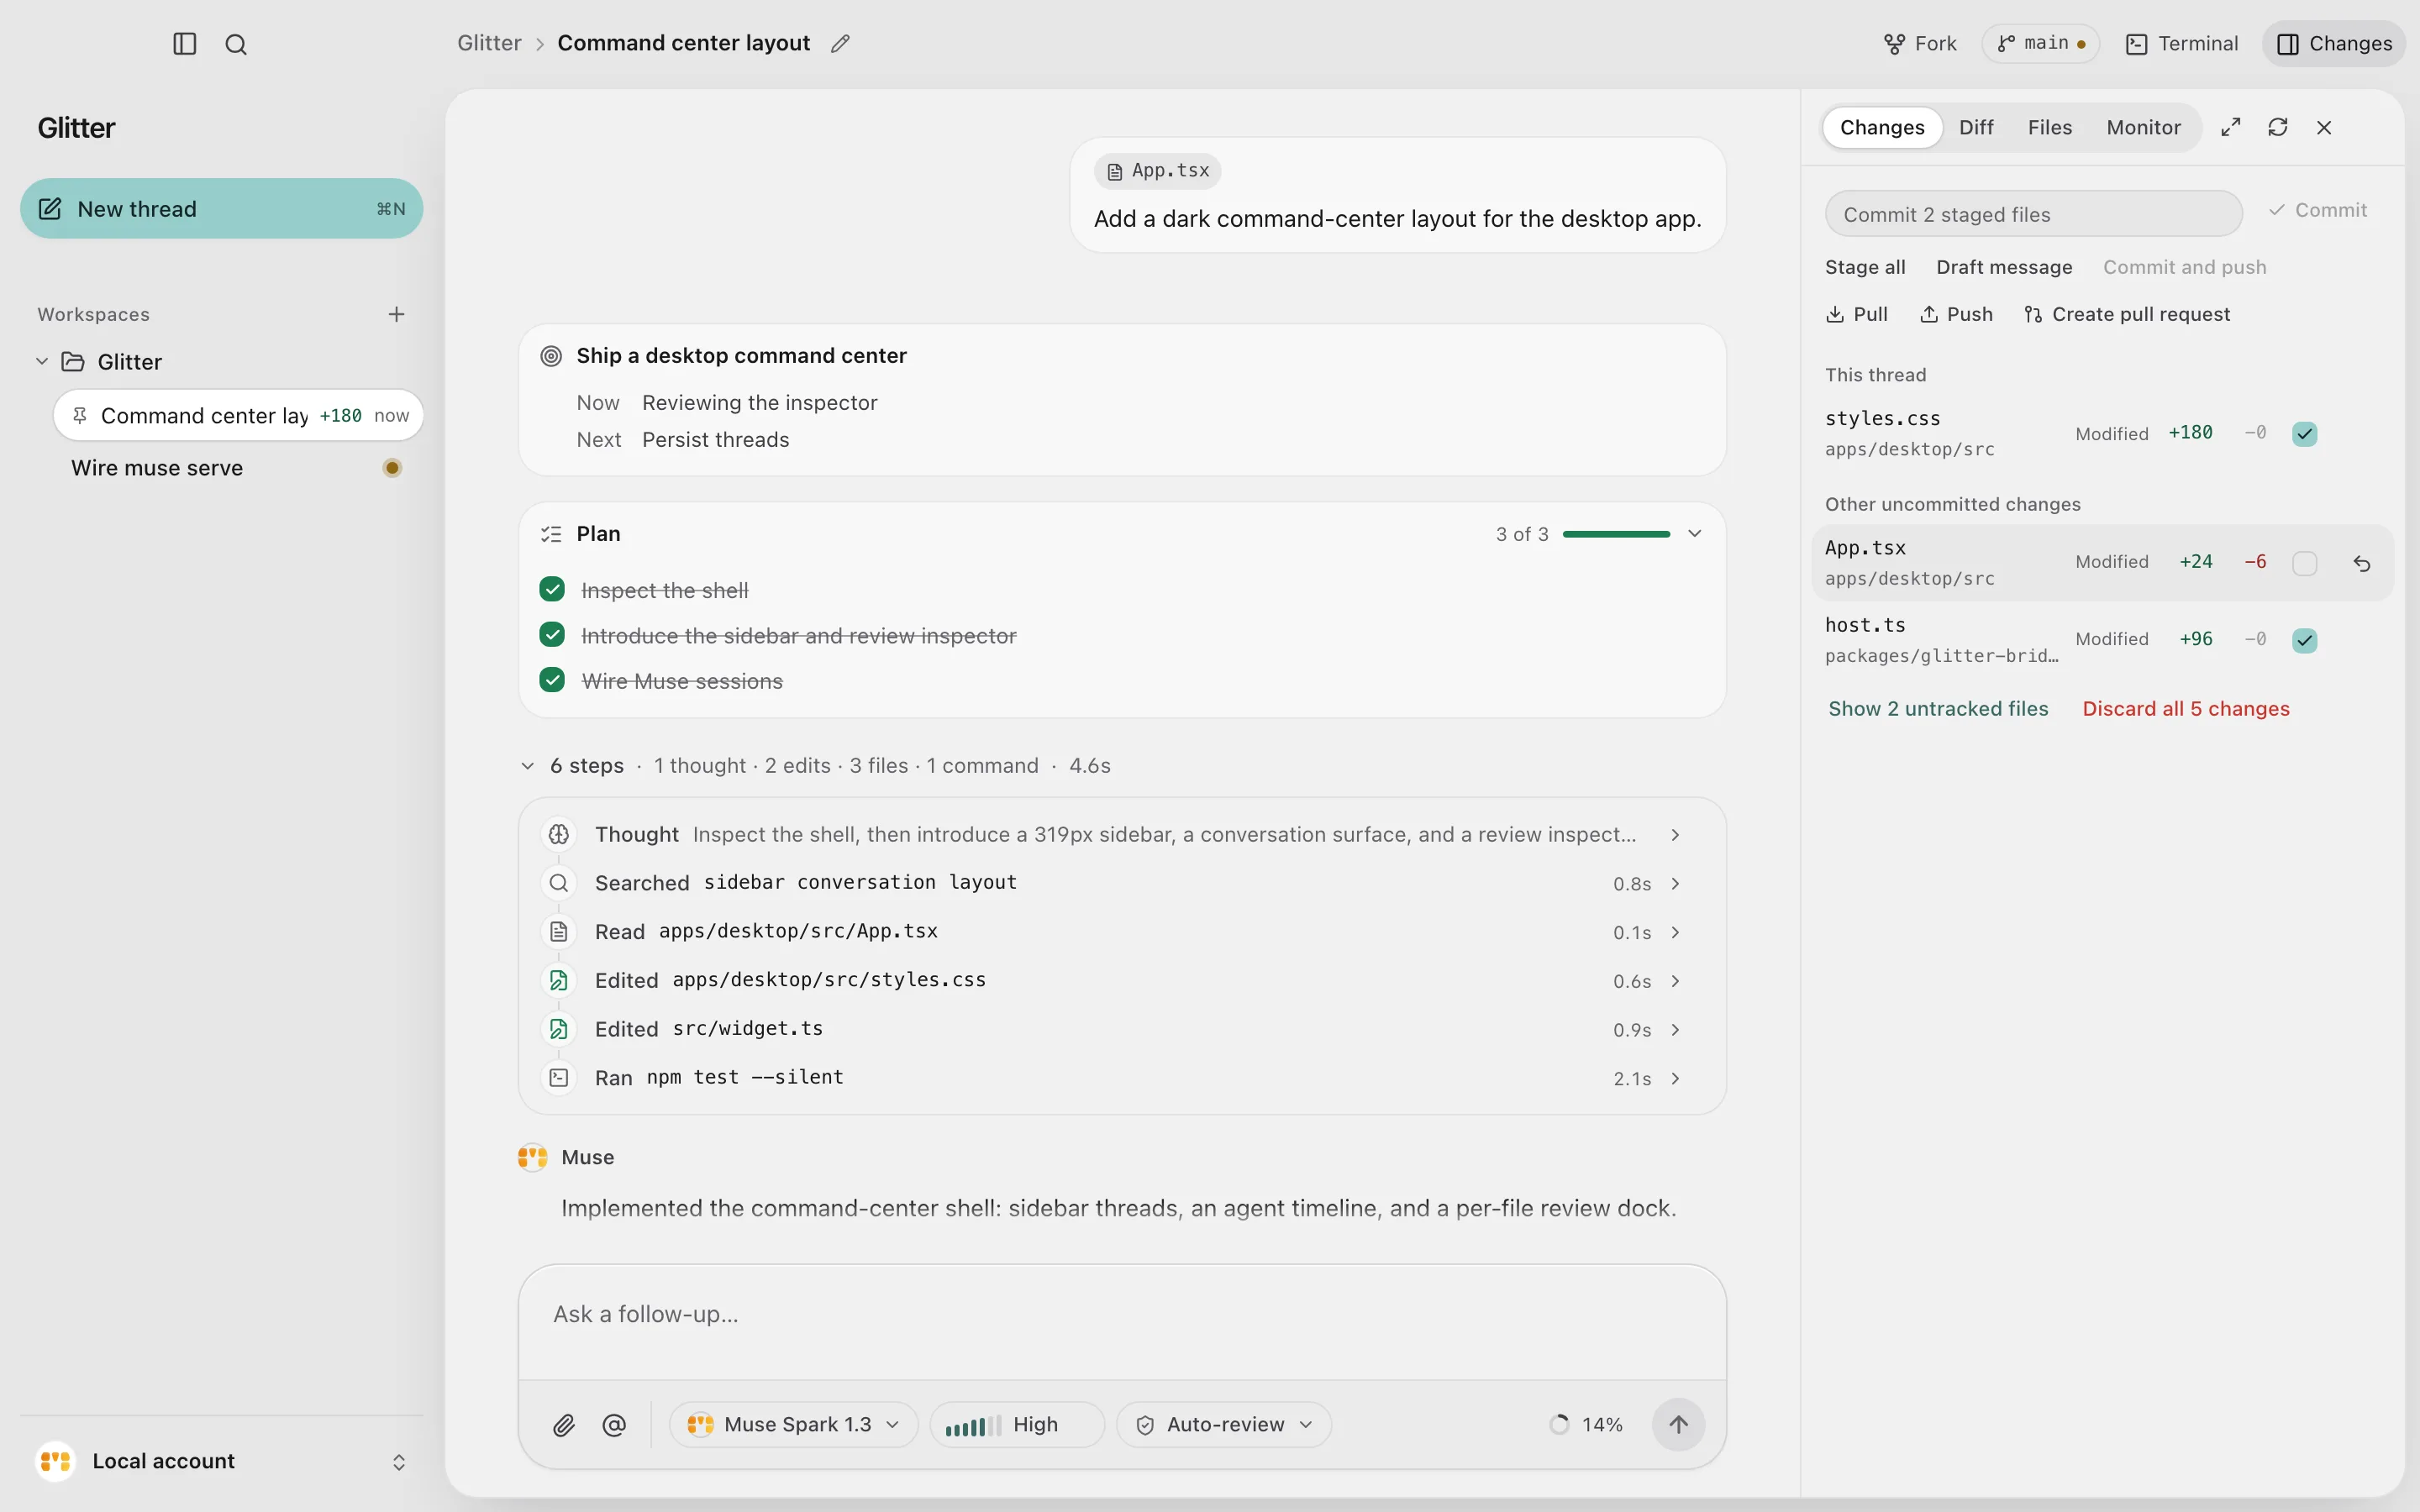 Glitter › Command center layout
Fork
main
Terminal
Changes
Glitter
New thread ⌘N
Workspaces
Glitter
Command center lay +180 now
Wire muse serve
Local account
App.tsx
Add a dark command-center layout for the desktop app.
Ship a desktop command center
Now Reviewing the inspector
Next Persist threads
Plan 3 of 3
Inspect the shell
Introduce the sidebar and review inspector
Wire Muse sessions
6 steps · 1 thought · 2 edits · 3 files · 1 command · 4.6s
Thought Inspect the shell, then introduce a 319px sidebar, a conversation surface, and a review inspect...
Searched sidebar conversation layout 0.8s
Read apps/desktop/src/App.tsx 0.1s
Edited apps/desktop/src/styles.css 0.6s
Edited src/widget.ts 0.9s
Ran npm test --silent 2.1s
Muse
Implemented the command-center shell: sidebar threads, an agent timeline, and a per-file review dock.
Ask a follow-up...
Muse Spark 1.3 High Auto-review 14%
Changes Diff Files Monitor
Commit 2 staged files Commit
Stage all Draft message Commit and push
Pull Push Create pull request
This thread
styles.css
apps/desktop/src
Modified +180 −0
Other uncommitted changes
App.tsx
apps/desktop/src
Modified +24 −6
host.ts
packages/glitter-brid…
Modified +96 −0
Show 2 untracked files Discard all 5 changes